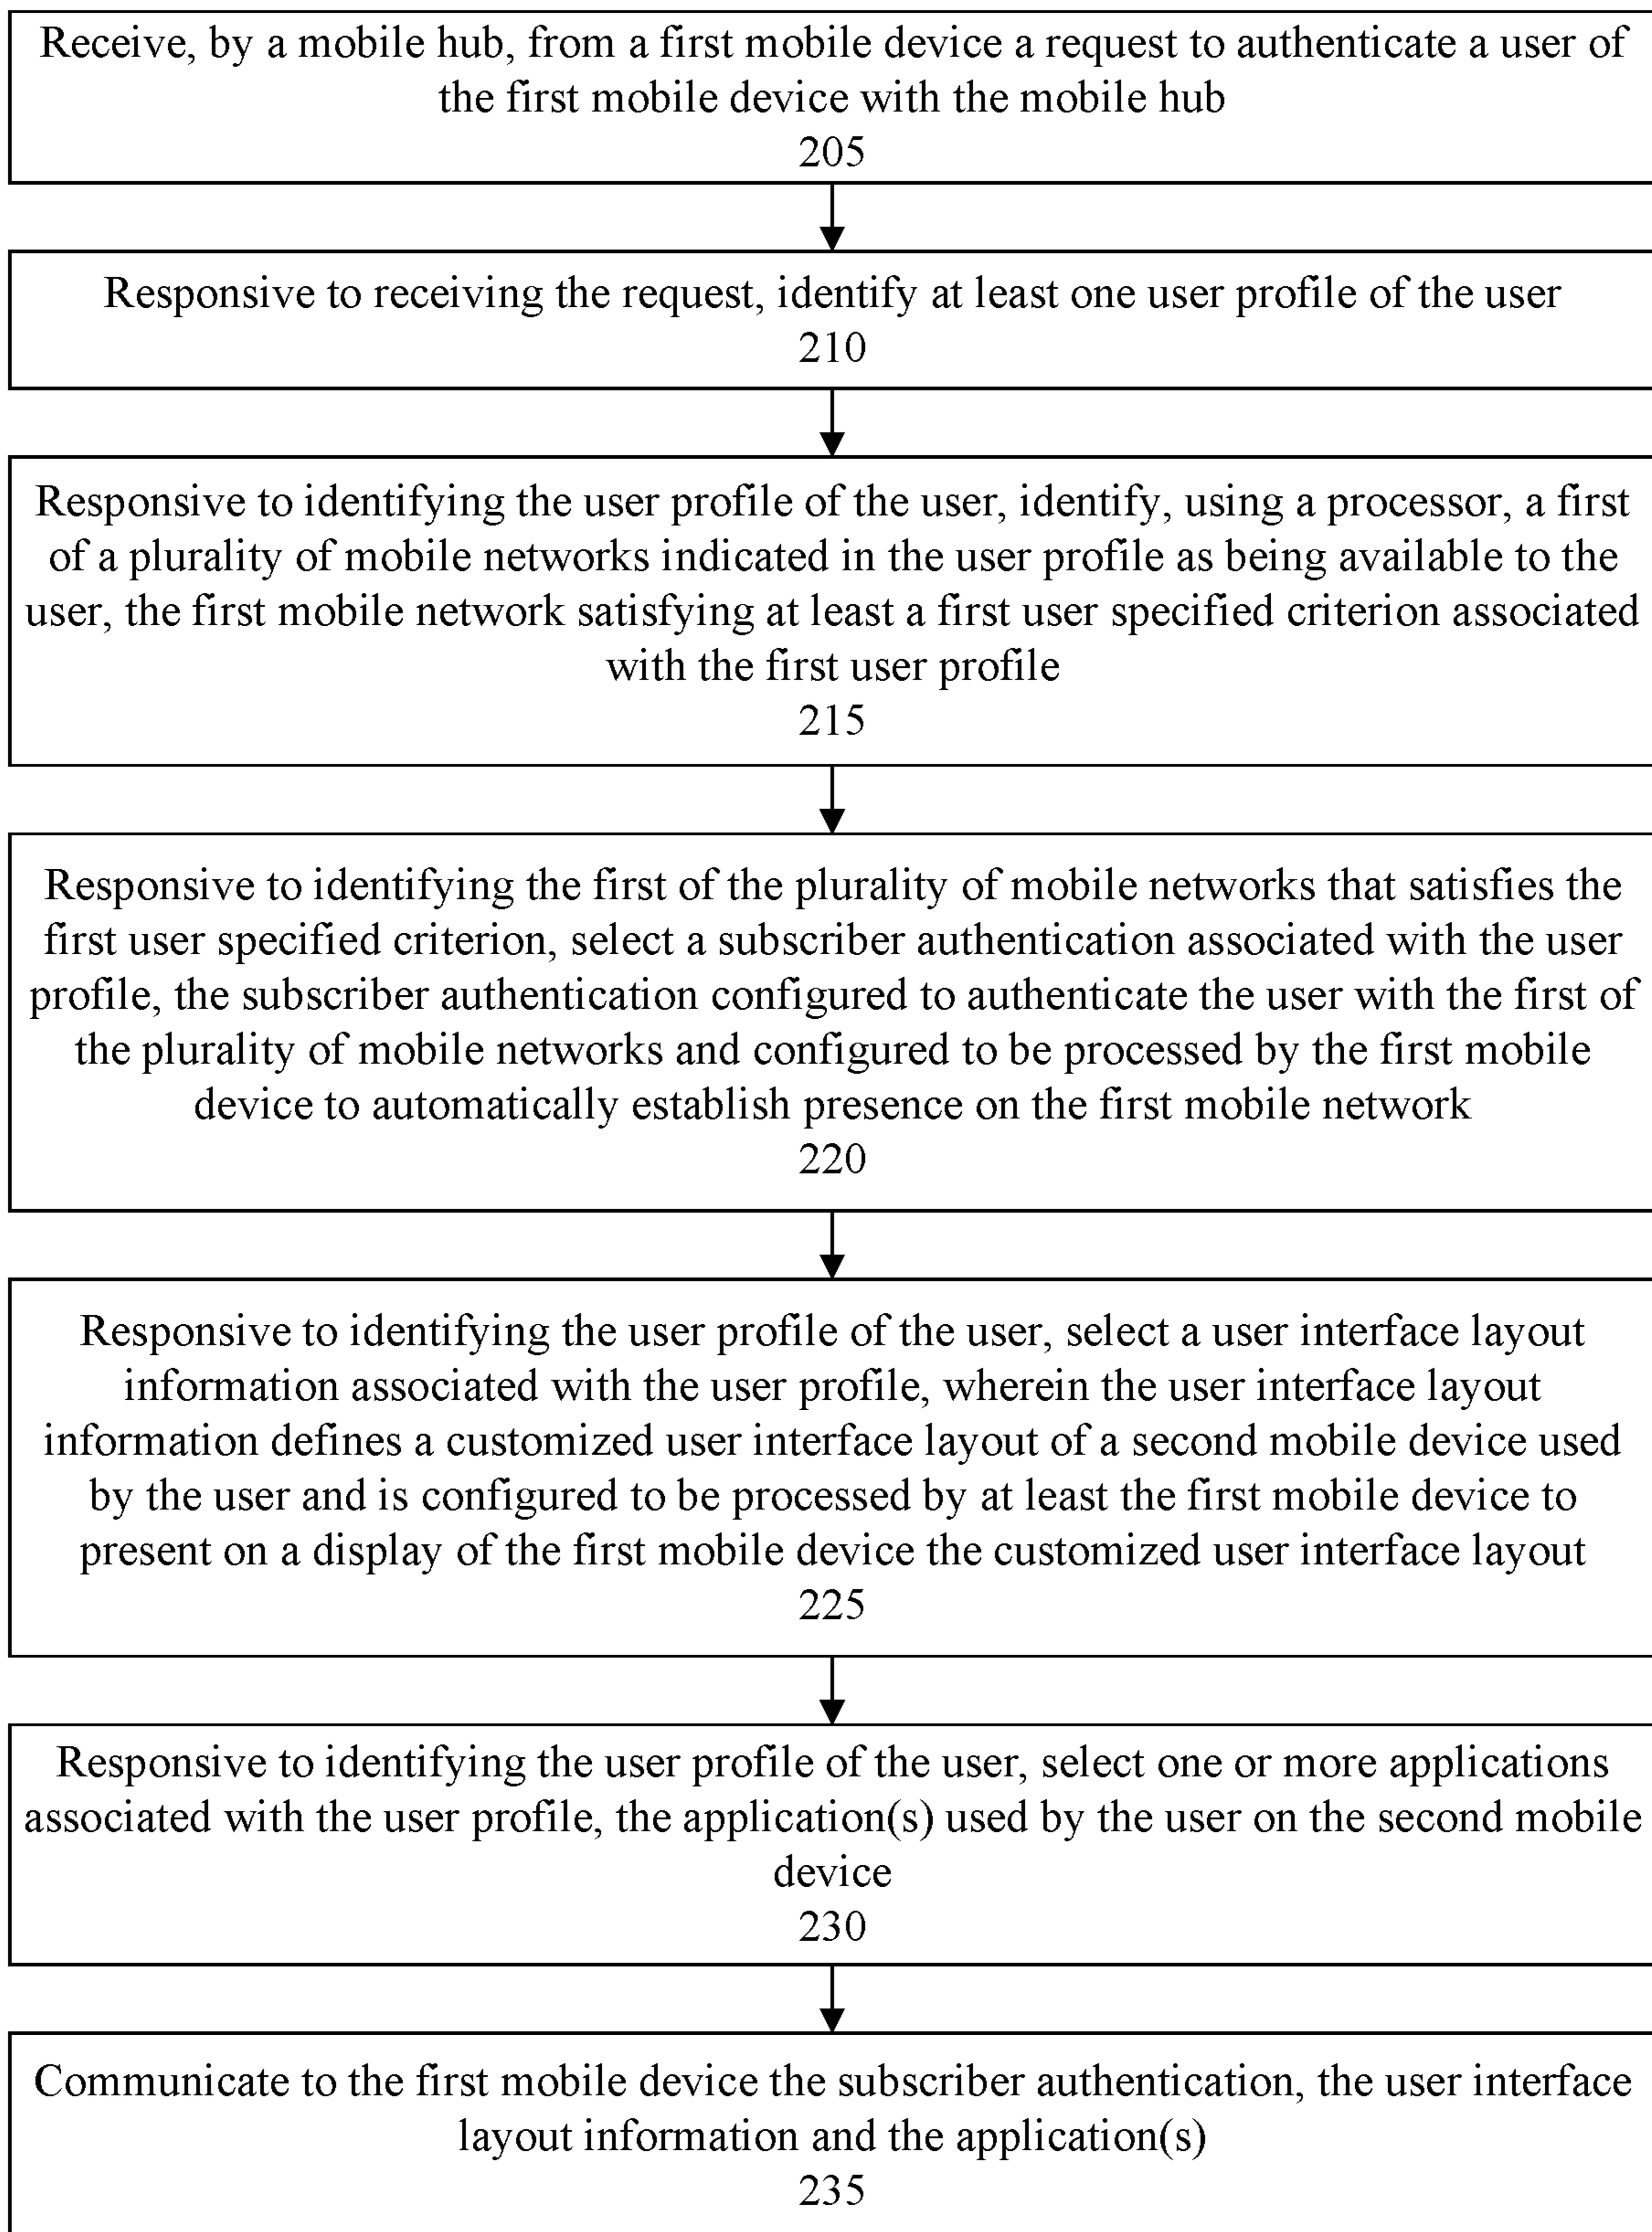 Receive, by a mobile hub, from a first mobile device a request to authenticate a user of
the first mobile device with the mobile hub
205
Responsive to receiving the request, identify at least one user profile of the user
210
Responsive to identifying the user profile of the user, identify, using a processor, a first
of a plurality of mobile networks indicated in the user profile as being available to the
user, the first mobile network satisfying at least a first user specified criterion associated
with the first user profile
215
Responsive to identifying the first of the plurality of mobile networks that satisfies the
first user specified criterion, select a subscriber authentication associated with the user
profile, the subscriber authentication configured to authenticate the user with the first of
the plurality of mobile networks and configured to be processed by the first mobile
device to automatically establish presence on the first mobile network
220
Responsive to identifying the user profile of the user, select a user interface layout
information associated with the user profile, wherein the user interface layout
information defines a customized user interface layout of a second mobile device used
by the user and is configured to be processed by at least the first mobile device to
present on a display of the first mobile device the customized user interface layout
225
Responsive to identifying the user profile of the user, select one or more applications
associated with the user profile, the application(s) used by the user on the second mobile
device
230
Communicate to the first mobile device the subscriber authentication, the user interface
layout information and the application(s)
235